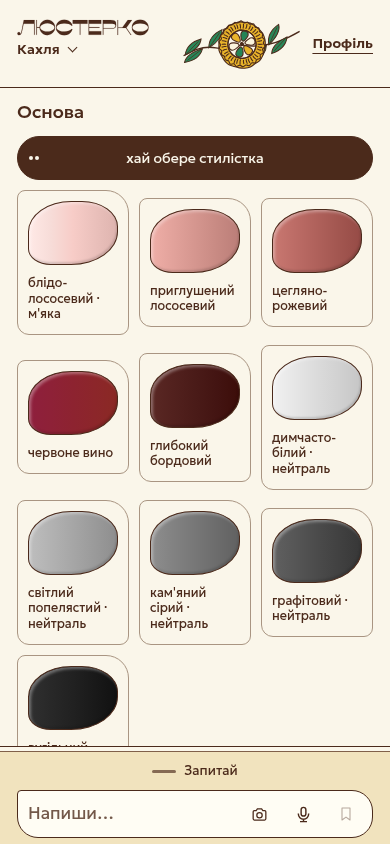 ЛЮСТЕРКО
Кахля
Профіль
Основа
хай обере стилістка
блідо-
лососевий ·
м'яка
приглушений
лососевий
цегляно-
рожевий
червоне вино
глибокий
бордовий
димчасто-
білий ·
нейтраль
світлий
попелястий ·
нейтраль
кам'яний
сірий ·
нейтраль
графітовий ·
нейтраль
Запитай
Напиши...